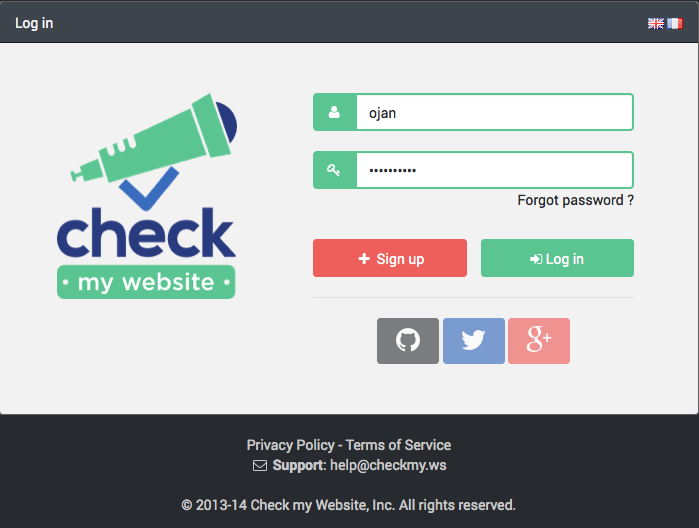 Log in
check
• my website •
ojan
••••••••••
Forgot password ?
Sign up
Log in
g+
Privacy Policy - Terms of Service
Support: help@checkmy.ws
© 2013-14 Check my Website, Inc. All rights reserved.